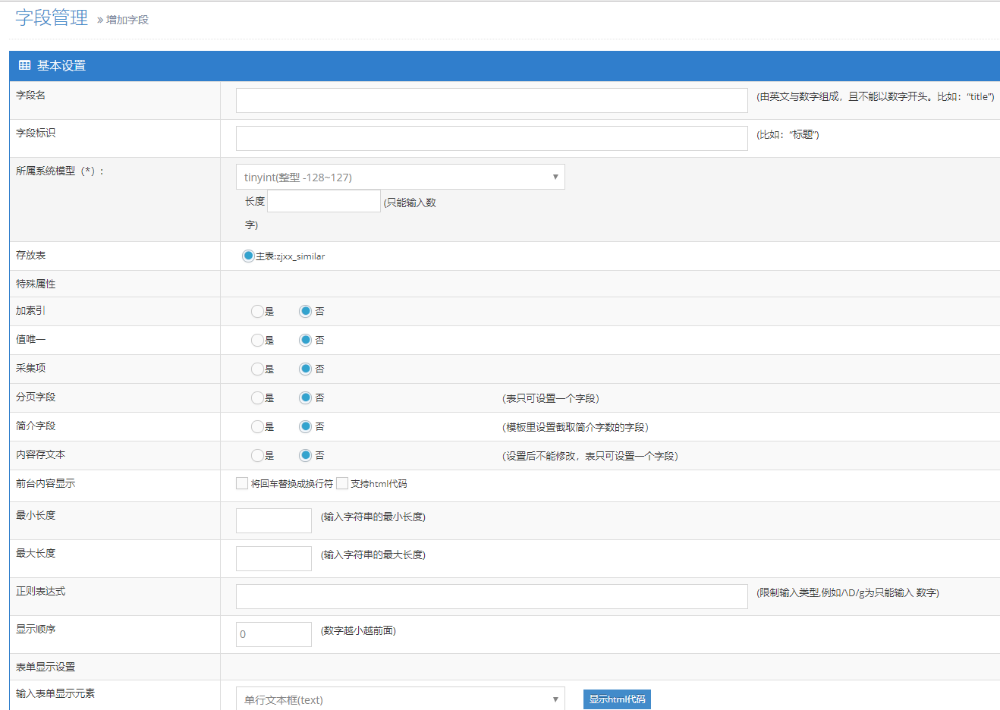 字段管理 » 增加字段
基本设置
字段名 (由英文与数字组成，且不能以数字开头。比如：“title”)
字段标识 (比如：“标题”)
所属系统模型（*）: tinyint(整型 -128~127)
长度 (只能输入数
字)
存放表 主表:zjxx_similar
特殊属性
加索引 是 否
值唯一 是 否
采集项 是 否
分页字段 是 否 (表只可设置一个字段)
简介字段 是 否 (模板里设置截取简介字数的字段)
内容存文本 是 否 (设置后不能修改，表只可设置一个字段)
前台内容显示 将回车替换成换行符 支持html代码
最小长度 (输入字符串的最小长度)
最大长度 (输入字符串的最大长度)
正则表达式 (限制输入类型,例如/\D/g为只能输入 数字)
显示顺序 0 (数字越小越前面)
表单显示设置
输入表单显示元素 单行文本框(text) 显示html代码